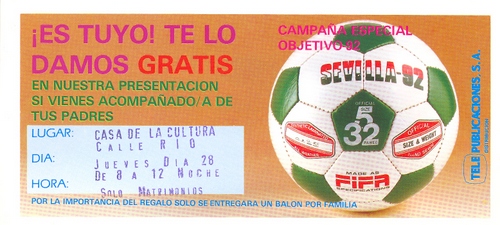 ¡ES TUYO! TE LO
DAMOS GRATIS
EN NUESTRA PRESENTACION
SI VIENES ACOMPAÑADO/A DE
TUS PADRES
LUGAR: CASA DE LA CULTURA
CALLE RIO
DIA: JUEVES DIA 28
HORA: DE 8 A 12 NOCHE
SOLO MATRIMONIOS
POR LA IMPORTANCIA DEL REGALO SOLO SE ENTREGARA UN BALON POR FAMILIA
CAMPAÑA ESPECIAL
OBJETIVO-92
SEVILLA-92
OFFICIAL
5
32
PANELS
OFFICIAL
SIZE & WEIGHT
MADE AS
FIFA
SPECIFICATIONS
TELE PUBLICACIONES S.A.